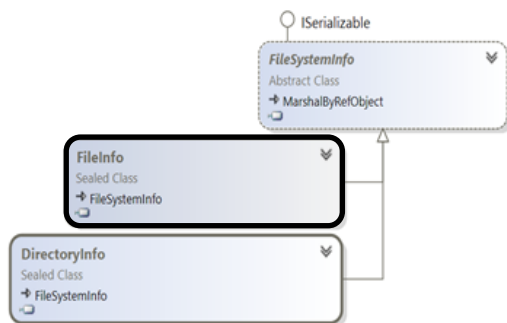 ISerializable
FileSystemInfo
Abstract Class
MarshalByRefObject
FileInfo
Sealed Class
FileSystemInfo
DirectoryInfo
Sealed Class
FileSystemInfo